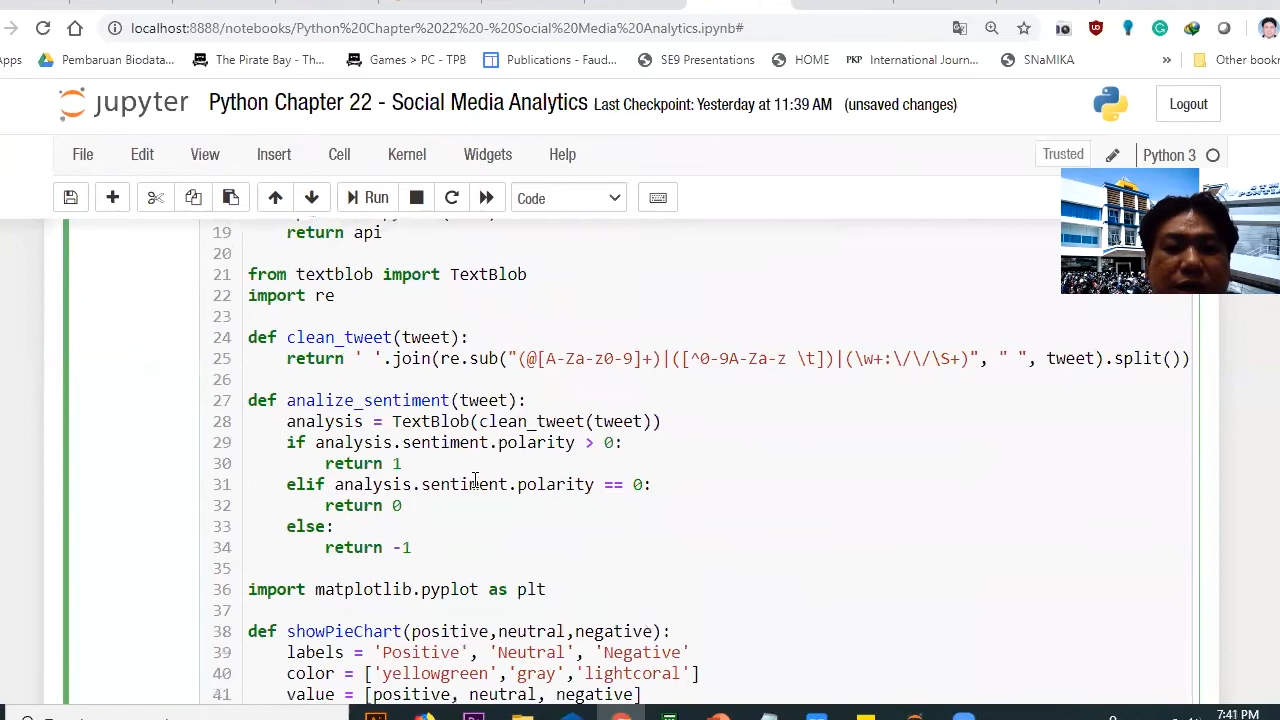 localhost:8888/notebooks/Python%20Chapter%2022%20-%20Social%20Media%20Analytics.ipynb#
Apps Pembaruan Biodata... The Pirate Bay - Th... Games > PC - TPB Publications - Faud... SE9 Presentations HOME PKP International Journ... SNaMIKA » Other bookr
jupyter Python Chapter 22 - Social Media Analytics Last Checkpoint: Yesterday at 11:39 AM (unsaved changes) Logout
File Edit View Insert Cell Kernel Widgets Help Trusted Python 3
Run Code
19 return api
20
21 from textblob import TextBlob
22 import re
23
24 def clean_tweet(tweet):
25 return ' '.join(re.sub("(@[A-Za-z0-9]+)|([^0-9A-Za-z \t])|(\w+:\/\/\S+)", " ", tweet).split())
26
27 def analize_sentiment(tweet):
28 analysis = TextBlob(clean_tweet(tweet))
29 if analysis.sentiment.polarity > 0:
30 return 1
31 elif analysis.sentiment.polarity == 0:
32 return 0
33 else:
34 return -1
35
36 import matplotlib.pyplot as plt
37
38 def showPieChart(positive,neutral,negative):
39 labels = 'Positive', 'Neutral', 'Negative'
40 color = ['yellowgreen','gray','lightcoral']
41 value = [positive, neutral, negative]
7:41 PM